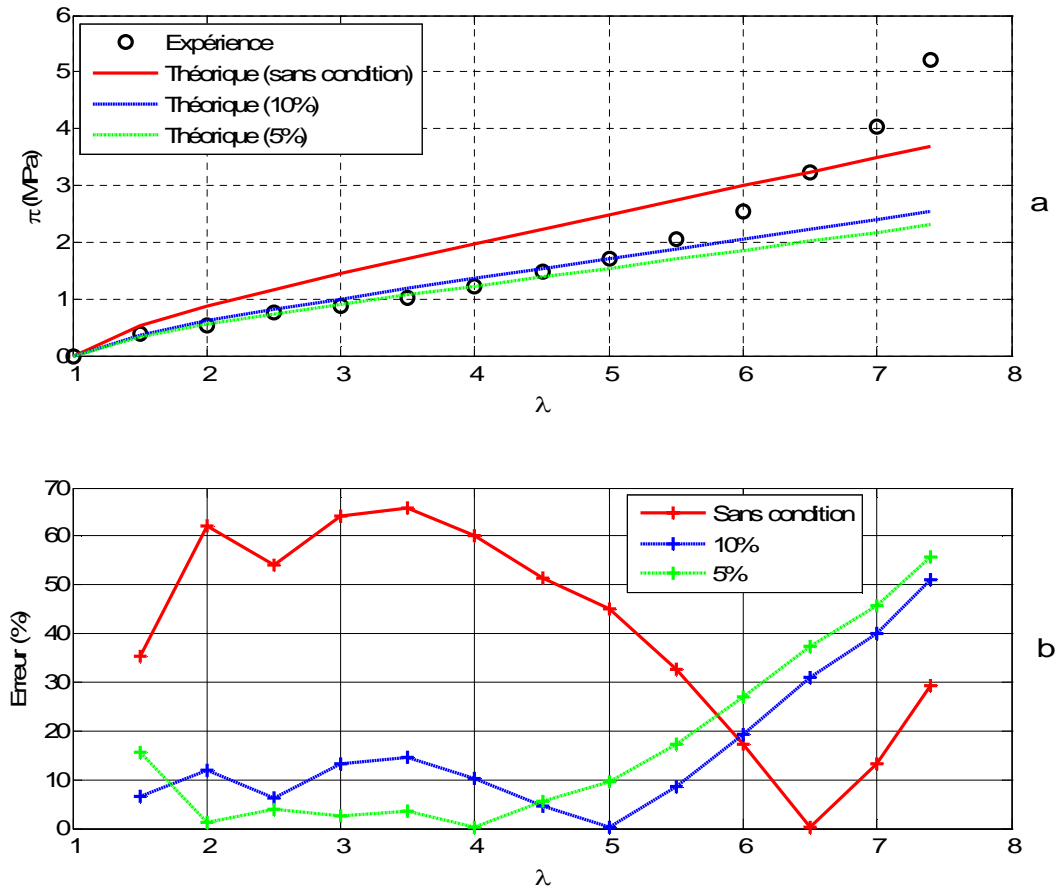 6
5
4
3
2
1
0
π (MPa)
Expérience
Théorique (sans condition)
Théorique (10%)
Théorique (5%)
a
1 2 3 4 5 6 7 8
λ
70
60
50
40
30
20
10
0
Erreur (%)
Sans condition
10%
5%
b
1 2 3 4 5 6 7 8
λ